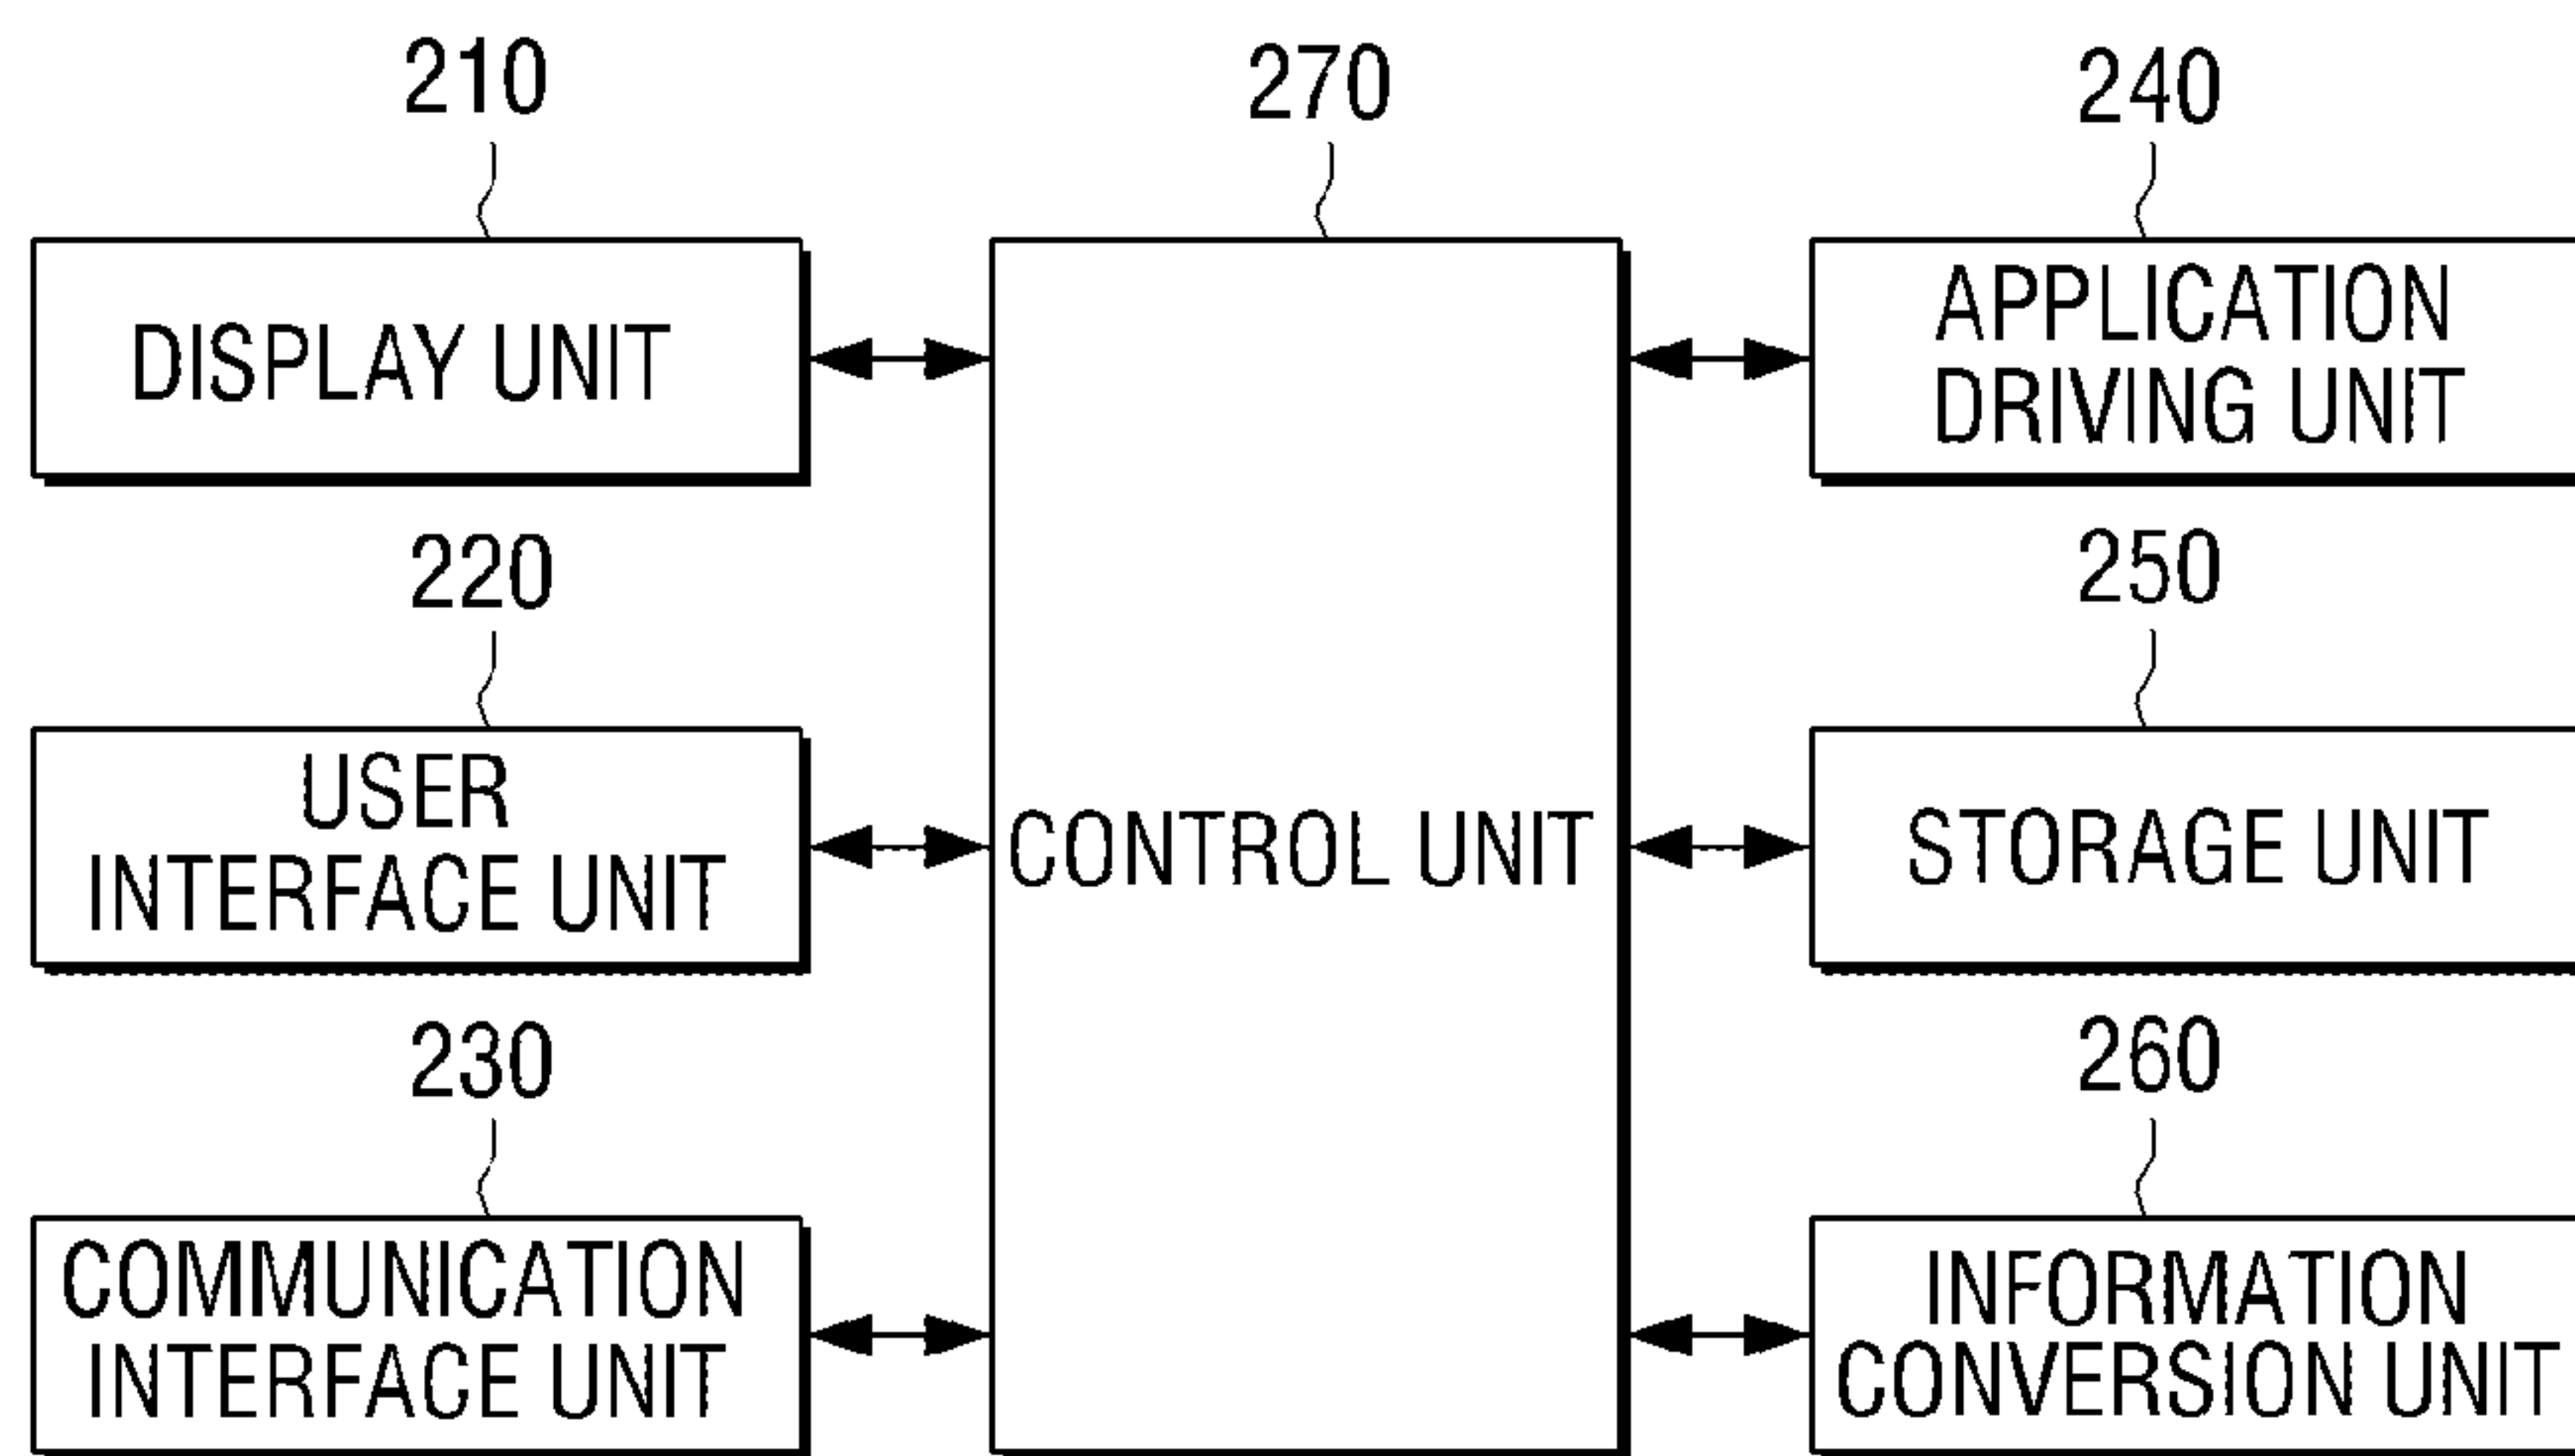 210
270
240
DISPLAY UNIT
APPLICATION
DRIVING UNIT
220
250
USER
INTERFACE UNIT
CONTROL UNIT
STORAGE UNIT
230
260
COMMUNICATION
INTERFACE UNIT
INFORMATION
CONVERSION UNIT